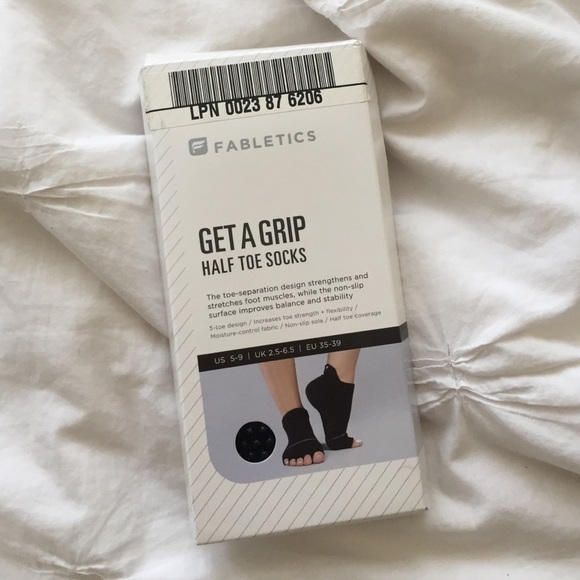 LPN 0023 87 6206
FABLETICS
GET A GRIP
HALF TOE SOCKS
The toe-separation design strengthens and
stretches foot muscles, while the non-slip
surface improves balance and stability
5-toe design / Increases toe strength + flexibility /
Moisture-control fabric / Non-slip sole / Half toe coverage
US 5-9 | UK 2.5-6.5 | EU 35-39